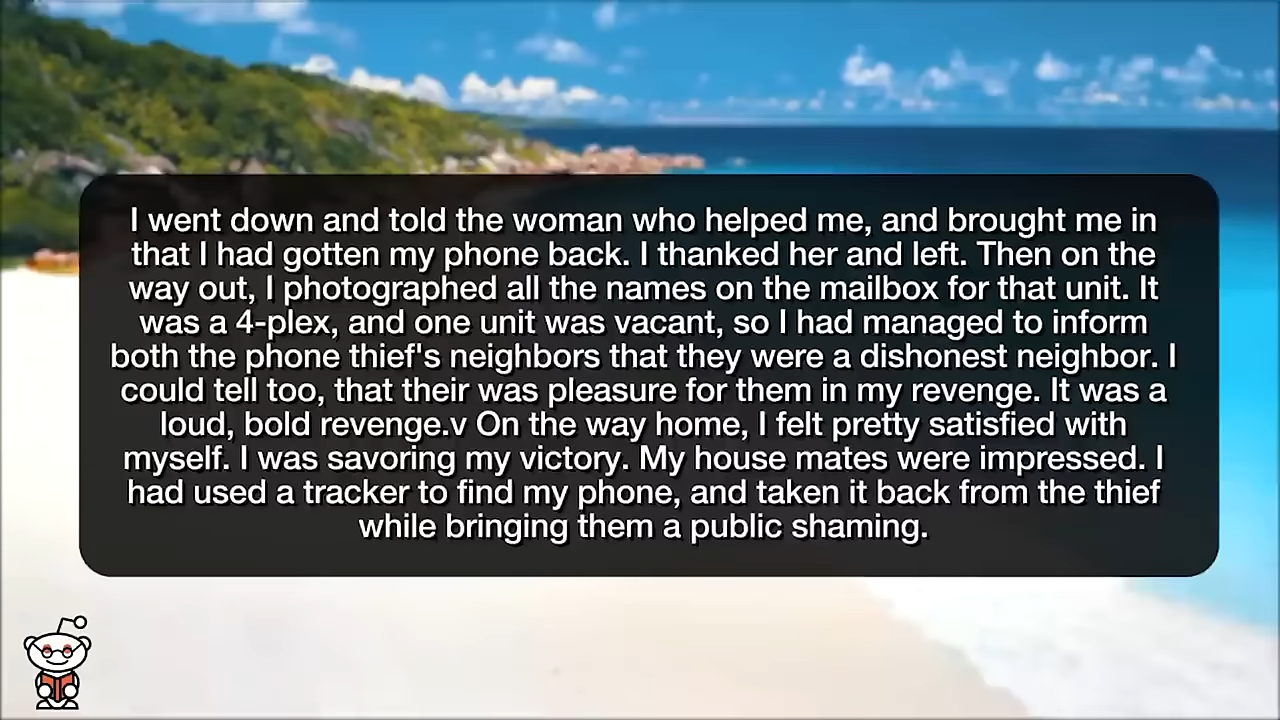 I went down and told the woman who helped me, and brought me in
that I had gotten my phone back. I thanked her and left. Then on the
way out, I photographed all the names on the mailbox for that unit. It
was a 4-plex, and one unit was vacant, so I had managed to inform
both the phone thief's neighbors that they were a dishonest neighbor. I
could tell too, that their was pleasure for them in my revenge. It was a
loud, bold revenge.v On the way home, I felt pretty satisfied with
myself. I was savoring my victory. My house mates were impressed. I
had used a tracker to find my phone, and taken it back from the thief
while bringing them a public shaming.